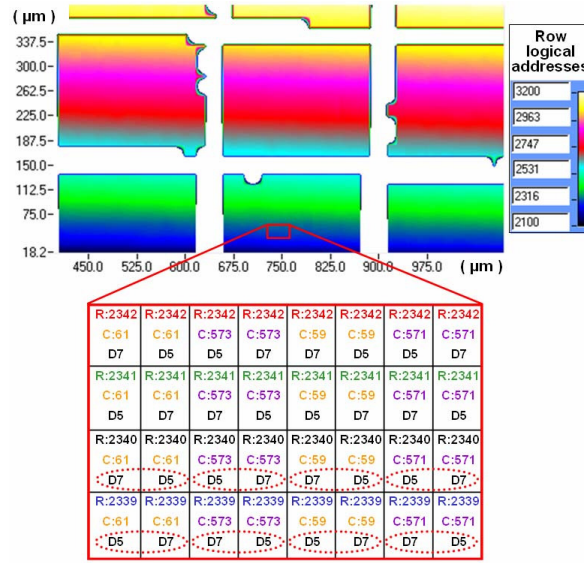 ( µm )
Row
logical
addresses
337.5-
300.0-
262.5-
225.0-
187.5-
150.0-
112.5-
75.0-
18.2-
3200
2963
2747
2531
2316
2100
450.0 525.0 600.0 675.0 750.0 825.0 900.0 975.0 ( µm )
R:2342 R:2342 R:2342 R:2342 R:2342 R:2342 R:2342 R:2342
C:61 C:61 C:573 C:573 C:59 C:59 C:571 C:571
D7 D5 D5 D7 D7 D5 D5 D7
R:2341 R:2341 R:2341 R:2341 R:2341 R:2341 R:2341 R:2341
C:61 C:61 C:573 C:573 C:59 C:59 C:571 C:571
D5 D7 D7 D5 D5 D7 D7 D5
R:2340 R:2340 R:2340 R:2340 R:2340 R:2340 R:2340 R:2340
C:61 C:61 C:573 C:573 C:59 C:59 C:571 C:571
D7 D5 D5 D7 D7 D5 D5 D7
R:2339 R:2339 R:2339 R:2339 R:2339 R:2339 R:2339 R:2339
C:61 C:61 C:573 C:573 C:59 C:59 C:571 C:571
D5 D7 D7 D5 D5 D7 D7 D5